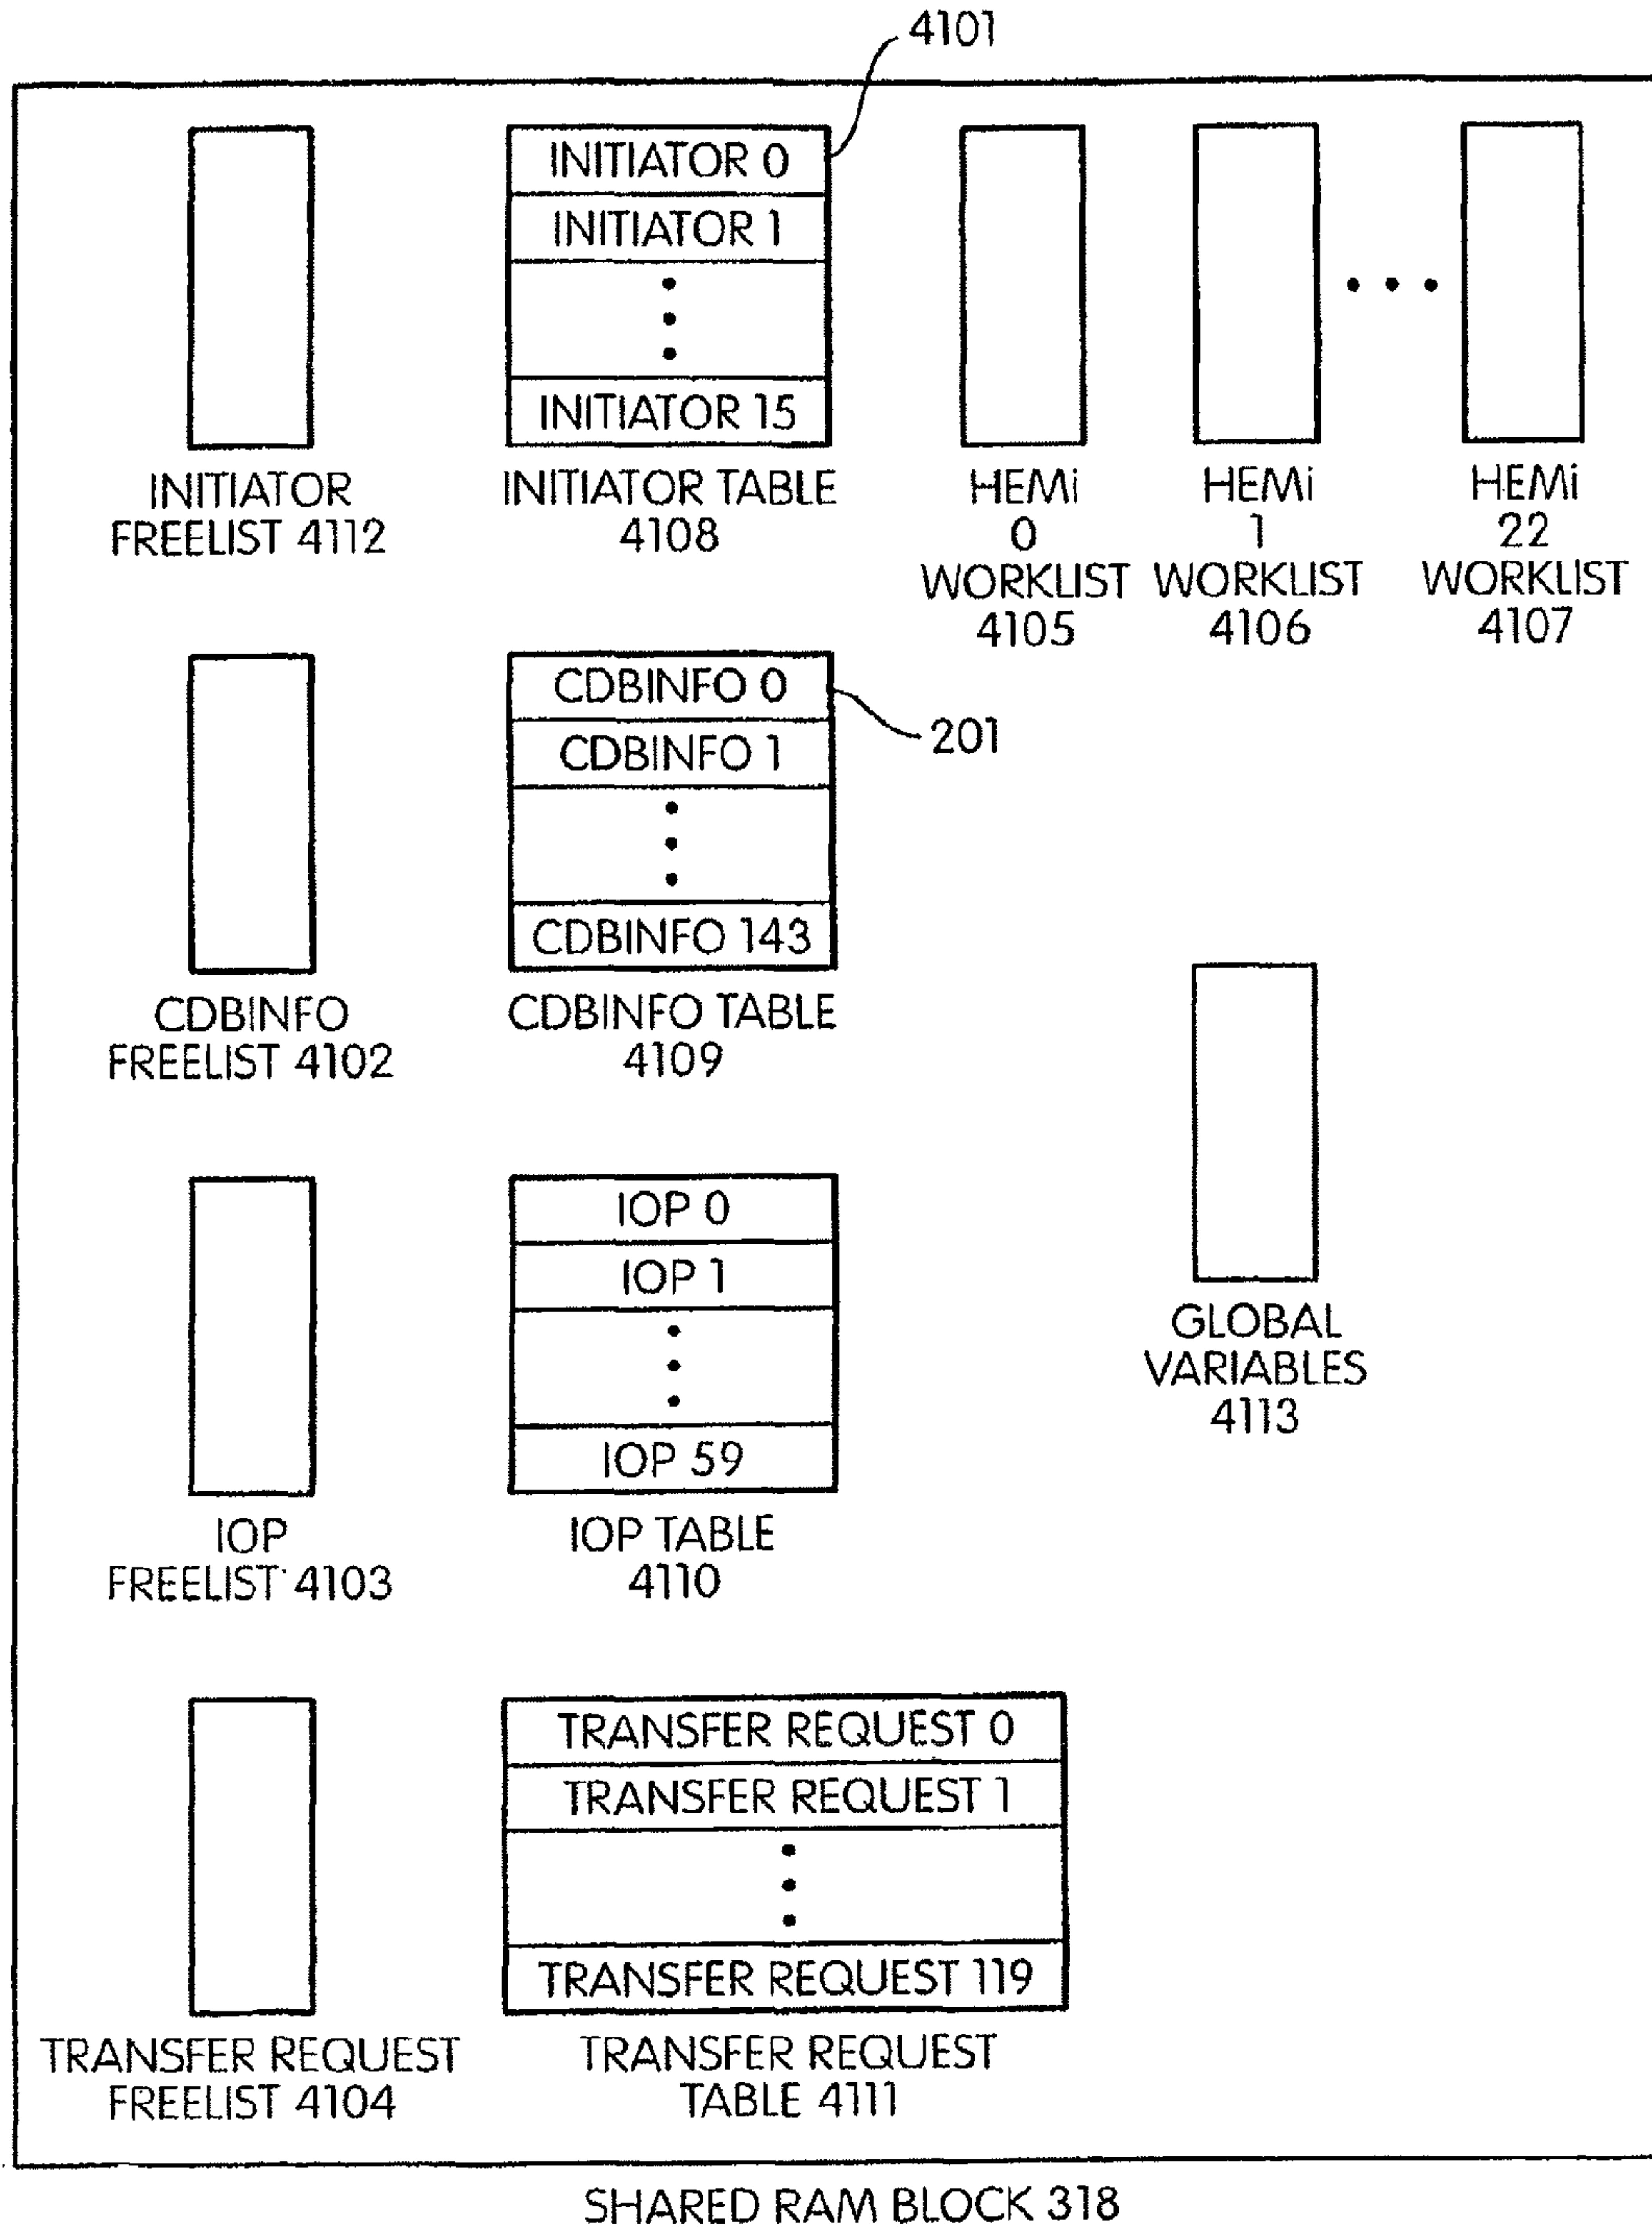 4101
INITIATOR 0
INITIATOR 1
INITIATOR 15
INITIATOR
FREELIST 4112
INITIATOR TABLE
4108
HEMi
0
WORKLIST
4105
HEMi
1
WORKLIST
4106
HEMi
22
WORKLIST
4107
CDBINFO 0
201
CDBINFO 1
CDBINFO 143
CDBINFO
FREELIST 4102
CDBINFO TABLE
4109
IOP 0
IOP 1
IOP 59
IOP
FREELIST 4103
IOP TABLE
4110
GLOBAL
VARIABLES
4113
TRANSFER REQUEST 0
TRANSFER REQUEST 1
TRANSFER REQUEST 119
TRANSFER REQUEST
FREELIST 4104
TRANSFER REQUEST
TABLE 4111
SHARED RAM BLOCK 318